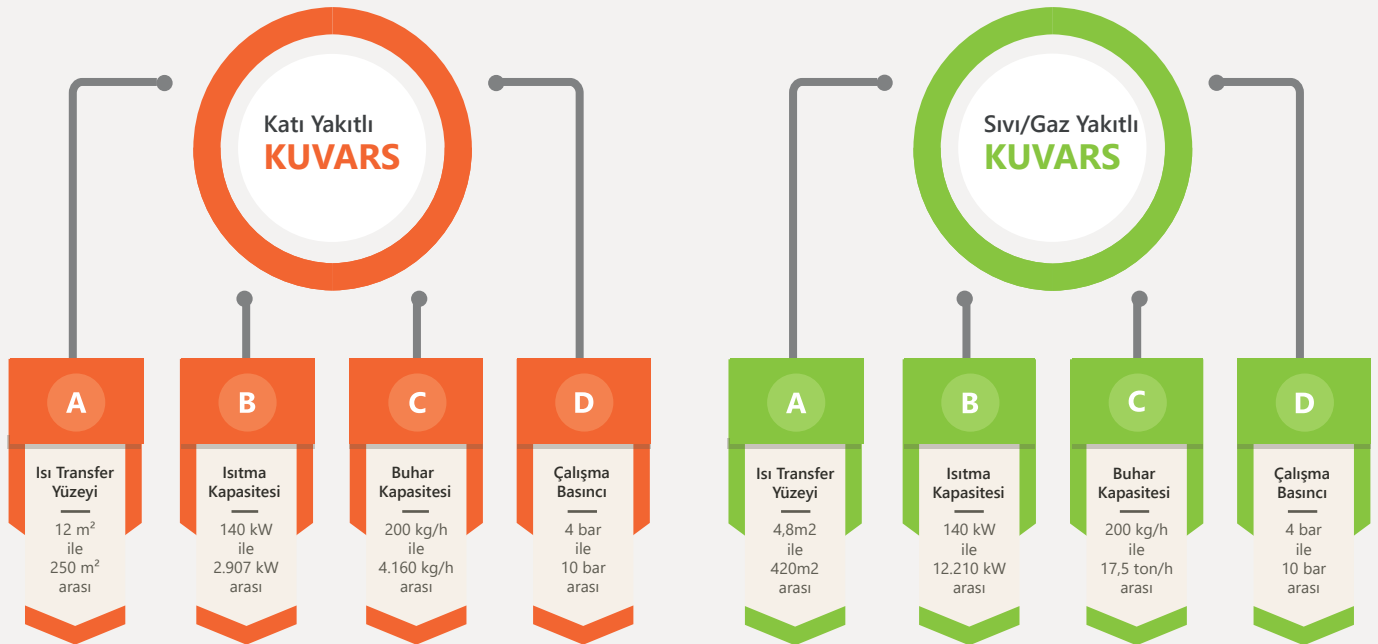 Katı Yakıtlı
KUVARS
A
Isı Transfer
Yüzeyi
12 m²
ile
250 m²
arası
B
Isıtma
Kapasitesi
140 kW
ile
2.907 kW
arası
C
Buhar
Kapasitesi
200 kg/h
ile
4.160 kg/h
arası
D
Çalışma
Basıncı
4 bar
ile
10 bar
arası
Sıvı/Gaz Yakıtlı
KUVARS
A
Isı Transfer
Yüzeyi
4,8m2
ile
420m2
arası
B
Isıtma
Kapasitesi
140 kW
ile
12.210 kW
arası
C
Buhar
Kapasitesi
200 kg/h
ile
17,5 ton/h
arası
D
Çalışma
Basıncı
4 bar
ile
10 bar
arası